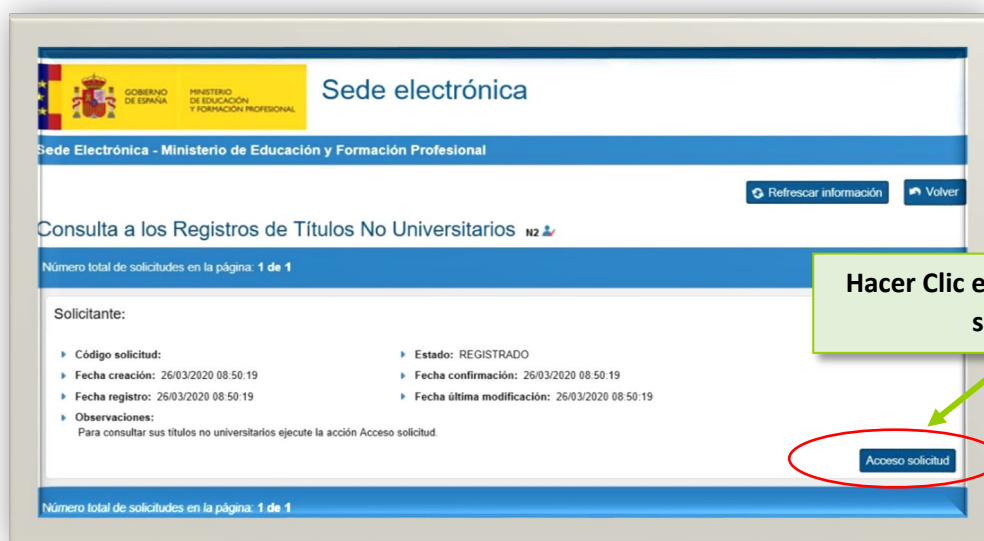 GOBIERNO
DE ESPAÑA
MINISTERIO
DE EDUCACIÓN
Y FORMACIÓN PROFESIONAL
Sede electrónica
Sede Electrónica - Ministerio de Educación y Formación Profesional
Refrescar información
Volver
Consulta a los Registros de Títulos No Universitarios N2
Número total de solicitudes en la página: 1 de 1
Hacer Clic e
s
Solicitante:
Código solicitud:
Estado: REGISTRADO
Fecha creación: 26/03/2020 08:50:19
Fecha confirmación: 26/03/2020 08:50:19
Fecha registro: 26/03/2020 08:50:19
Fecha última modificación: 26/03/2020 08:50:19
Observaciones:
Para consultar sus títulos no universitarios ejecute la acción Acceso solicitud.
Acceso solicitud
Número total de solicitudes en la página: 1 de 1